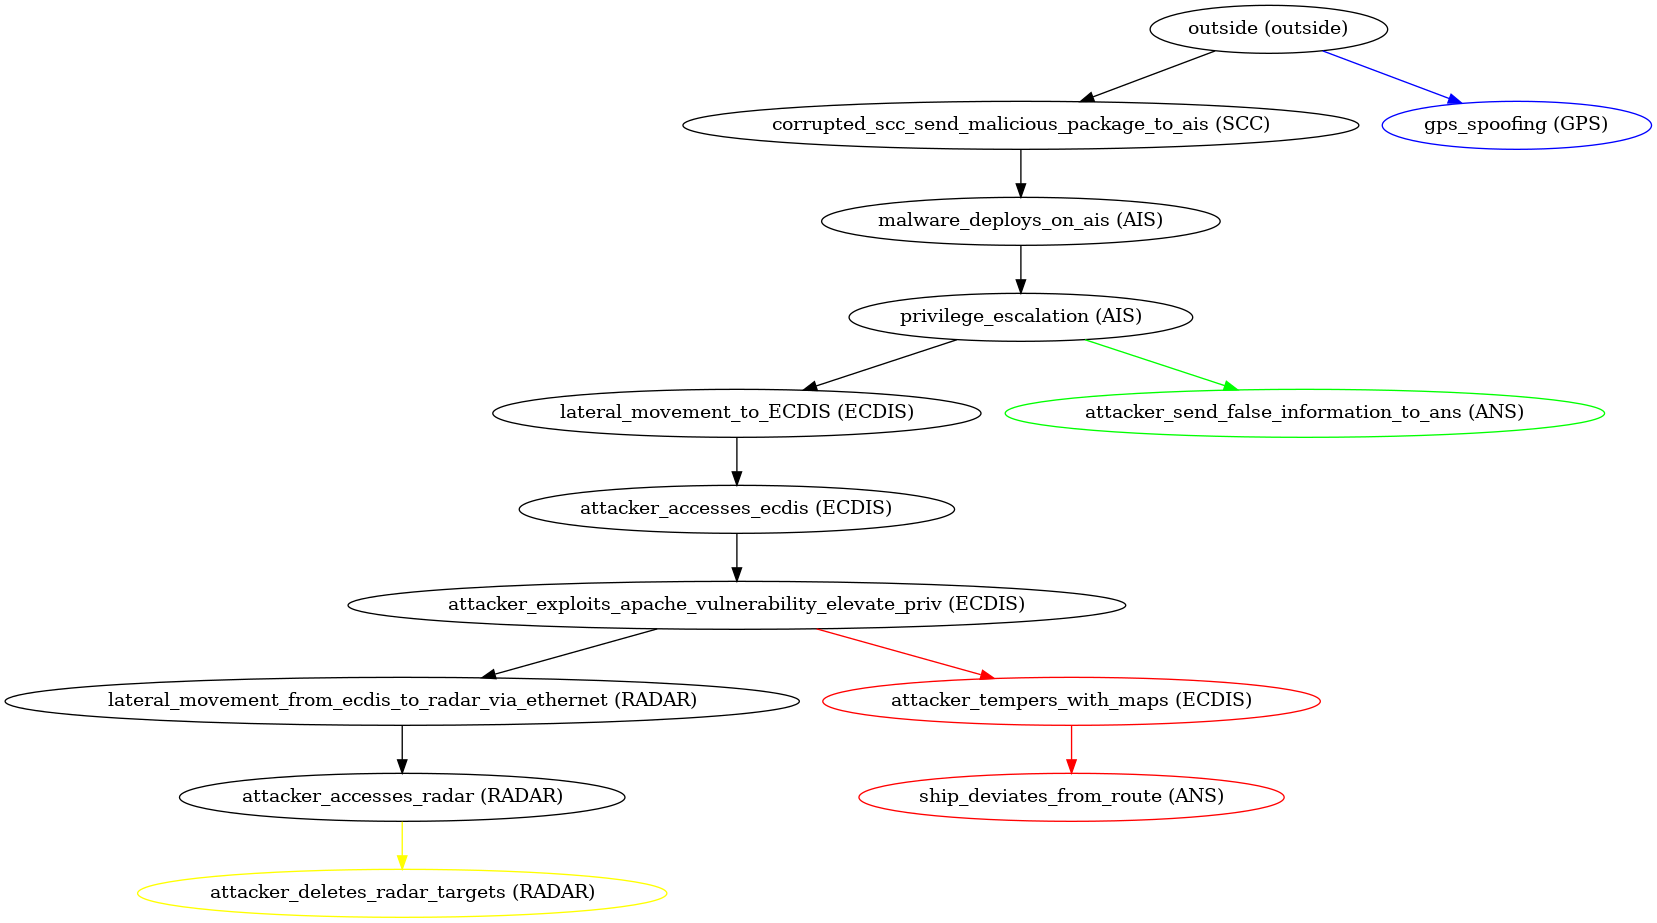 outside (outside)
corrupted_scc_send_malicious_package_to_ais (SCC)
gps_spoofing (GPS)
malware_deploys_on_ais (AIS)
privilege_escalation (AIS)
lateral_movement_to_ECDIS (ECDIS)
attacker_send_false_information_to_ans (ANS)
attacker_accesses_ecdis (ECDIS)
attacker_exploits_apache_vulnerability_elevate_priv (ECDIS)
lateral_movement_from_ecdis_to_radar_via_ethernet (RADAR)
attacker_tempers_with_maps (ECDIS)
attacker_accesses_radar (RADAR)
ship_deviates_from_route (ANS)
attacker_deletes_radar_targets (RADAR)